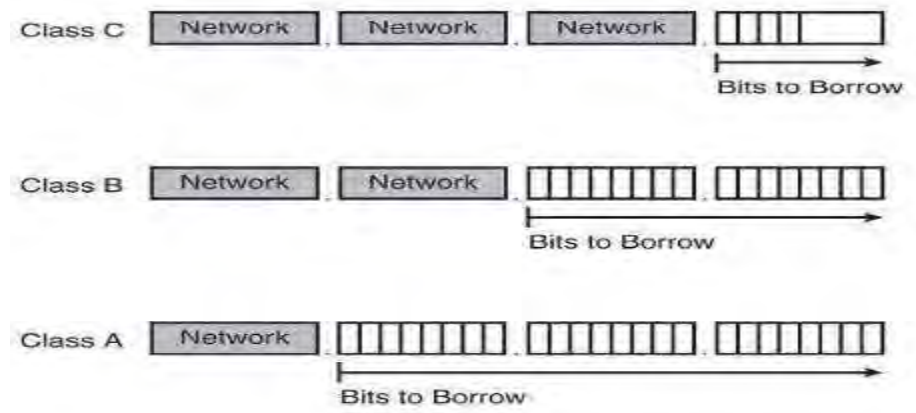 Class C Network . Network . Network .
Bits to Borrow
Class B Network . Network . .
Bits to Borrow
Class A Network . . .
Bits to Borrow